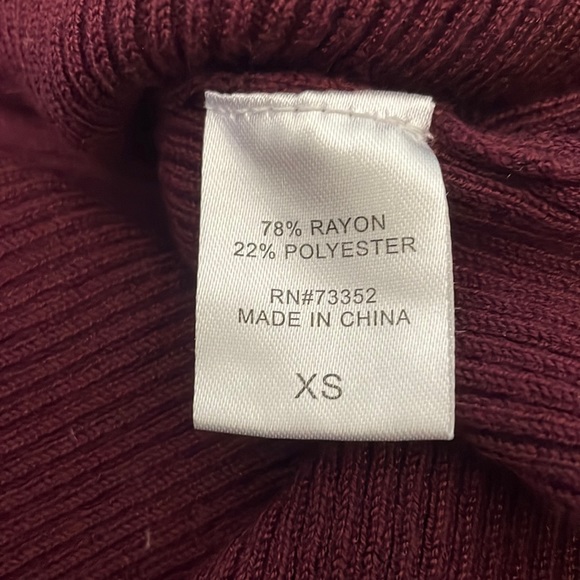 78% RAYON
22% POLYESTER
RN#73352
MADE IN CHINA
XS